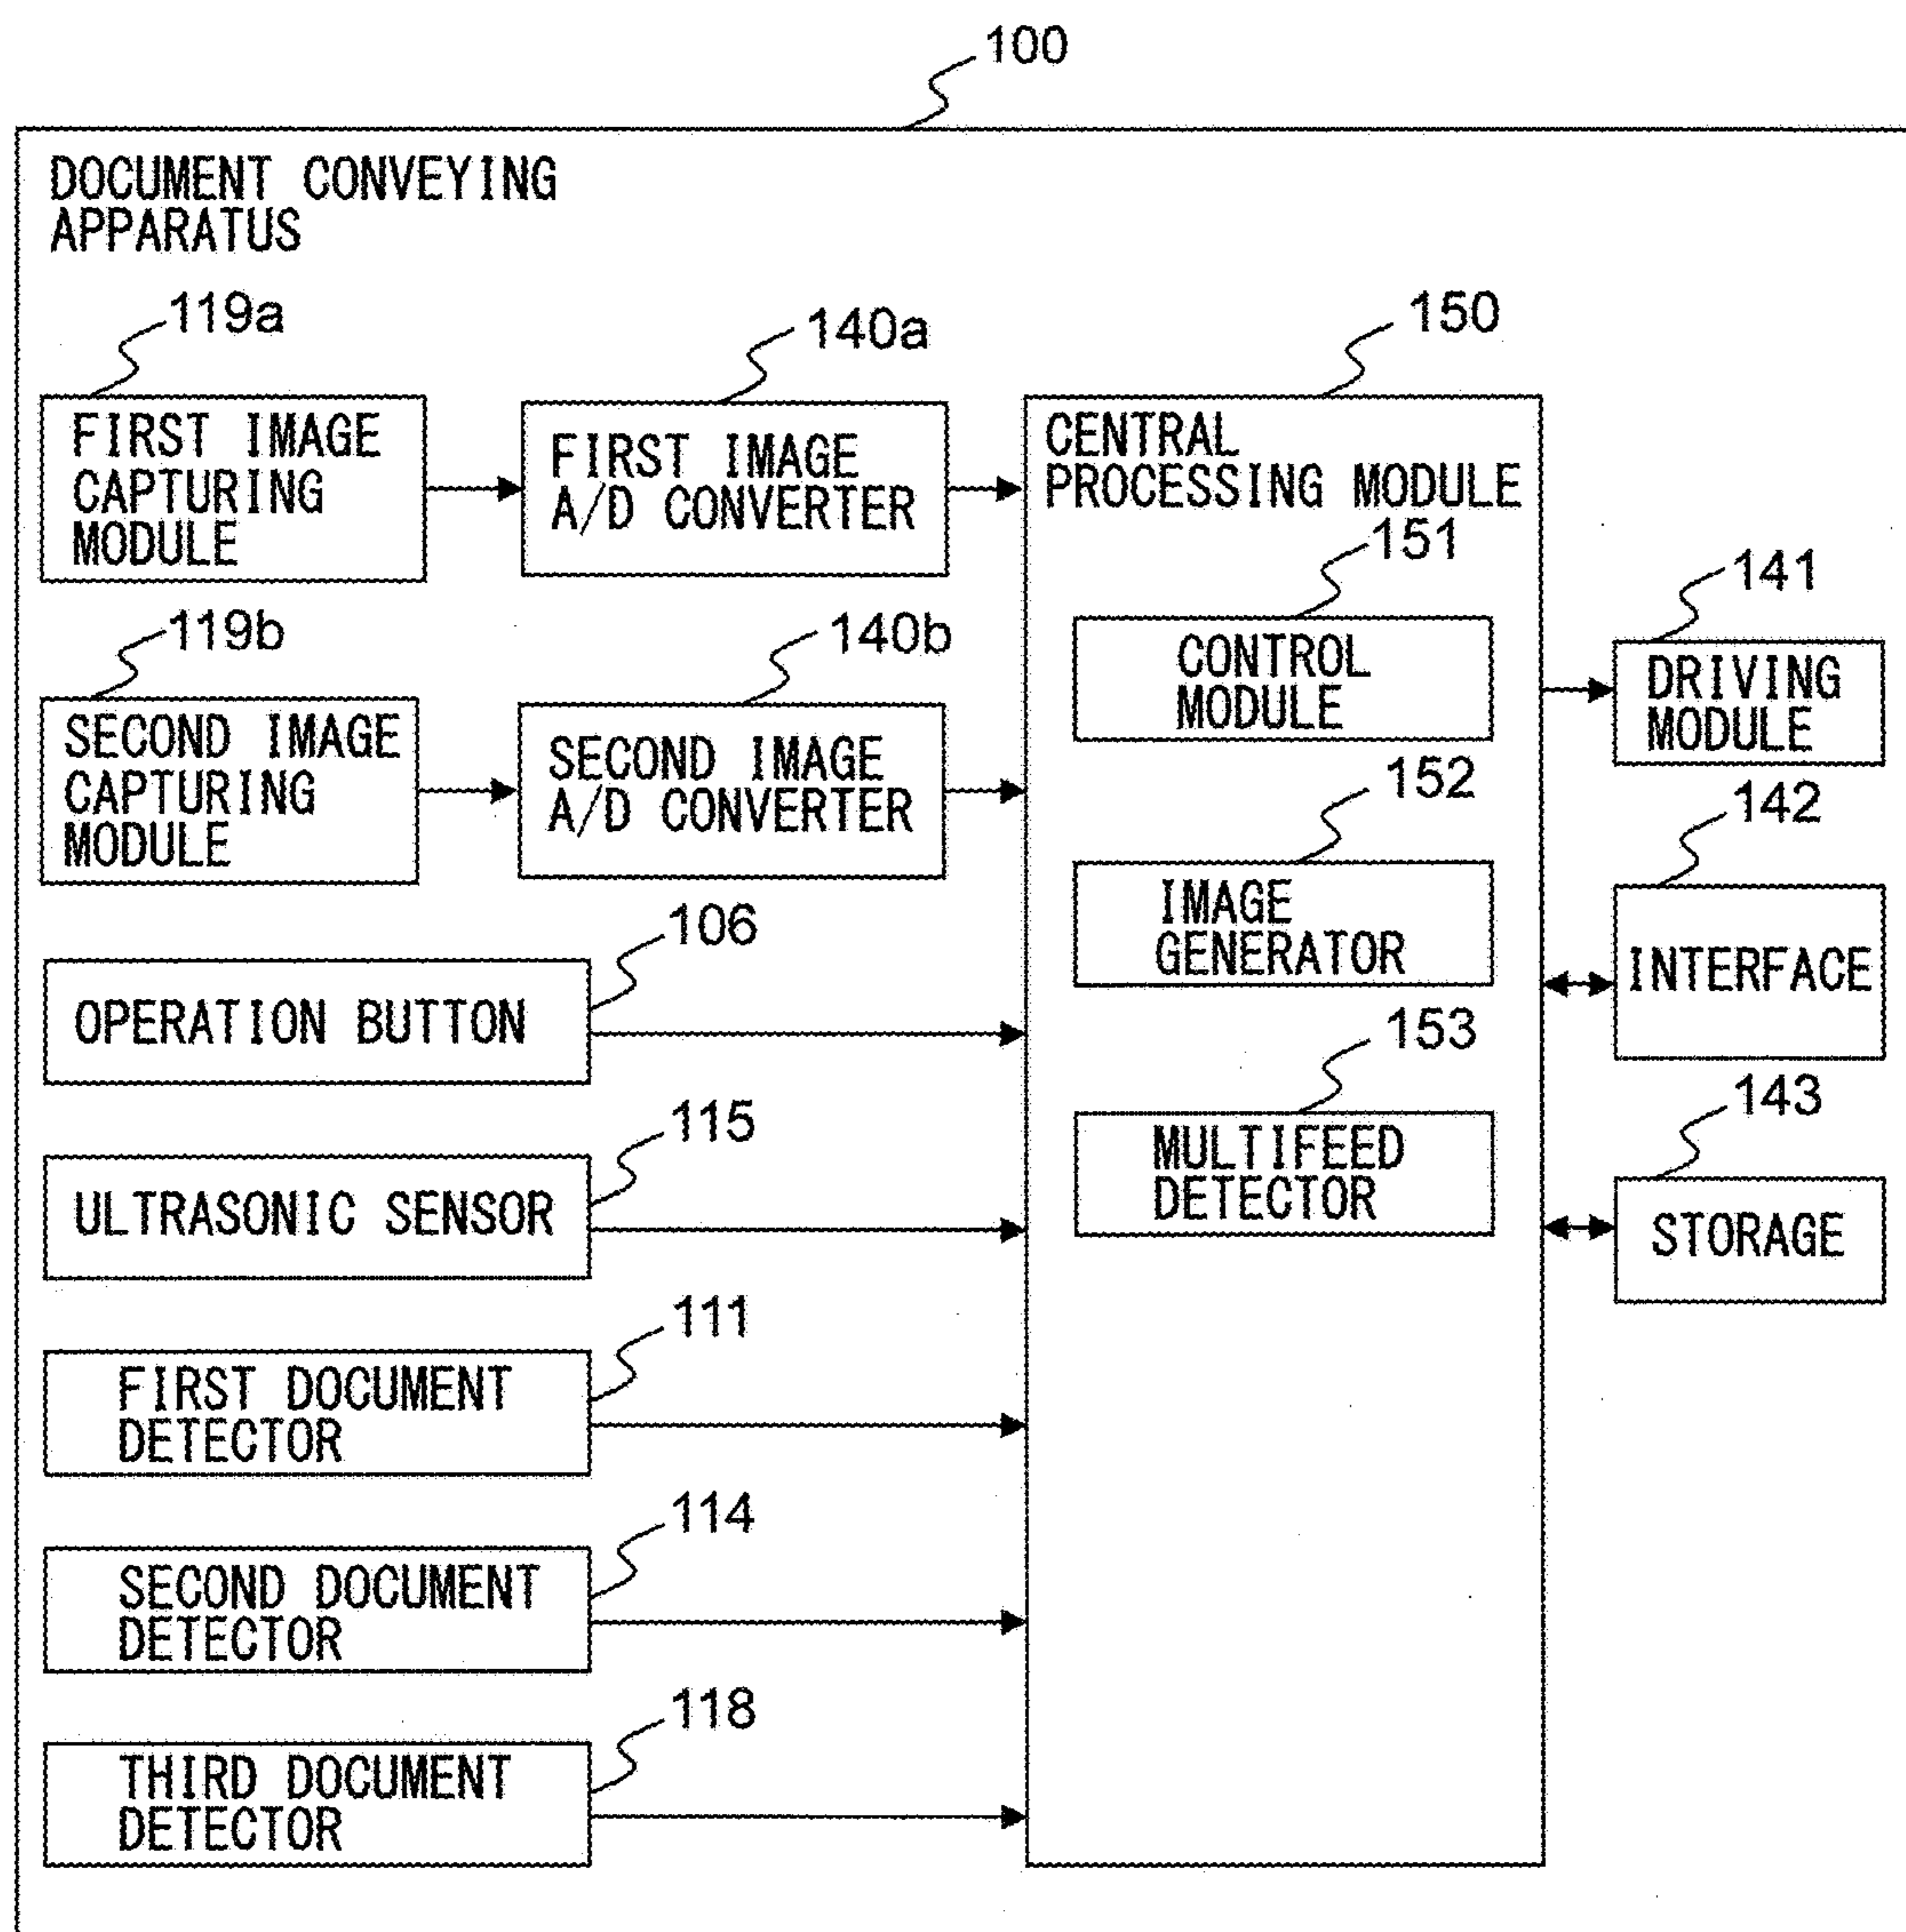 100
DOCUMENT CONVEYING
APPARATUS
119a
FIRST IMAGE
CAPTURING
MODULE
140a
FIRST IMAGE
A/D CONVERTER
150
CENTRAL
PROCESSING MODULE
151
CONTROL
MODULE
141
DRIVING
MODULE
119b
SECOND IMAGE
CAPTURING
MODULE
140b
SECOND IMAGE
A/D CONVERTER
152
IMAGE
GENERATOR
142
INTERFACE
106
OPERATION BUTTON
153
MULTIFEED
DETECTOR
143
STORAGE
115
ULTRASONIC SENSOR
111
FIRST DOCUMENT
DETECTOR
114
SECOND DOCUMENT
DETECTOR
118
THIRD DOCUMENT
DETECTOR